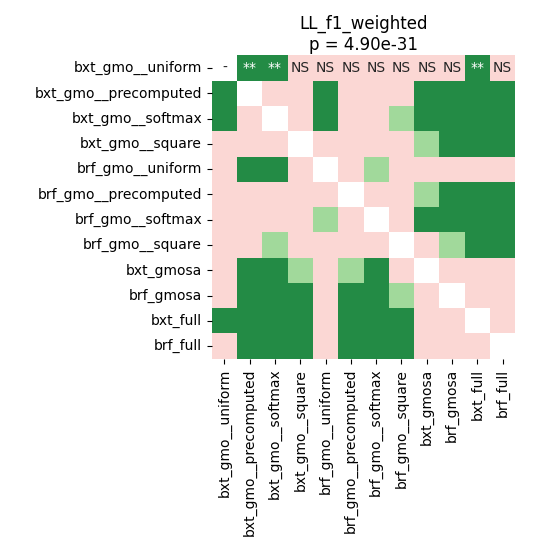 LL_f1_weighted
p = 4.90e-31
bxt_gmo__uniform - ** ** NS NS NS NS NS NS NS ** NS
bxt_gmo__precomputed
bxt_gmo__softmax
bxt_gmo__square
brf_gmo__uniform
brf_gmo__precomputed
brf_gmo__softmax
brf_gmo__square
bxt_gmosa
brf_gmosa
bxt_full
brf_full
bxt_gmo__uniform
bxt_gmo__precomputed
bxt_gmo__softmax
bxt_gmo__square
brf_gmo__uniform
brf_gmo__precomputed
brf_gmo__softmax
brf_gmo__square
bxt_gmosa
brf_gmosa
bxt_full
brf_full